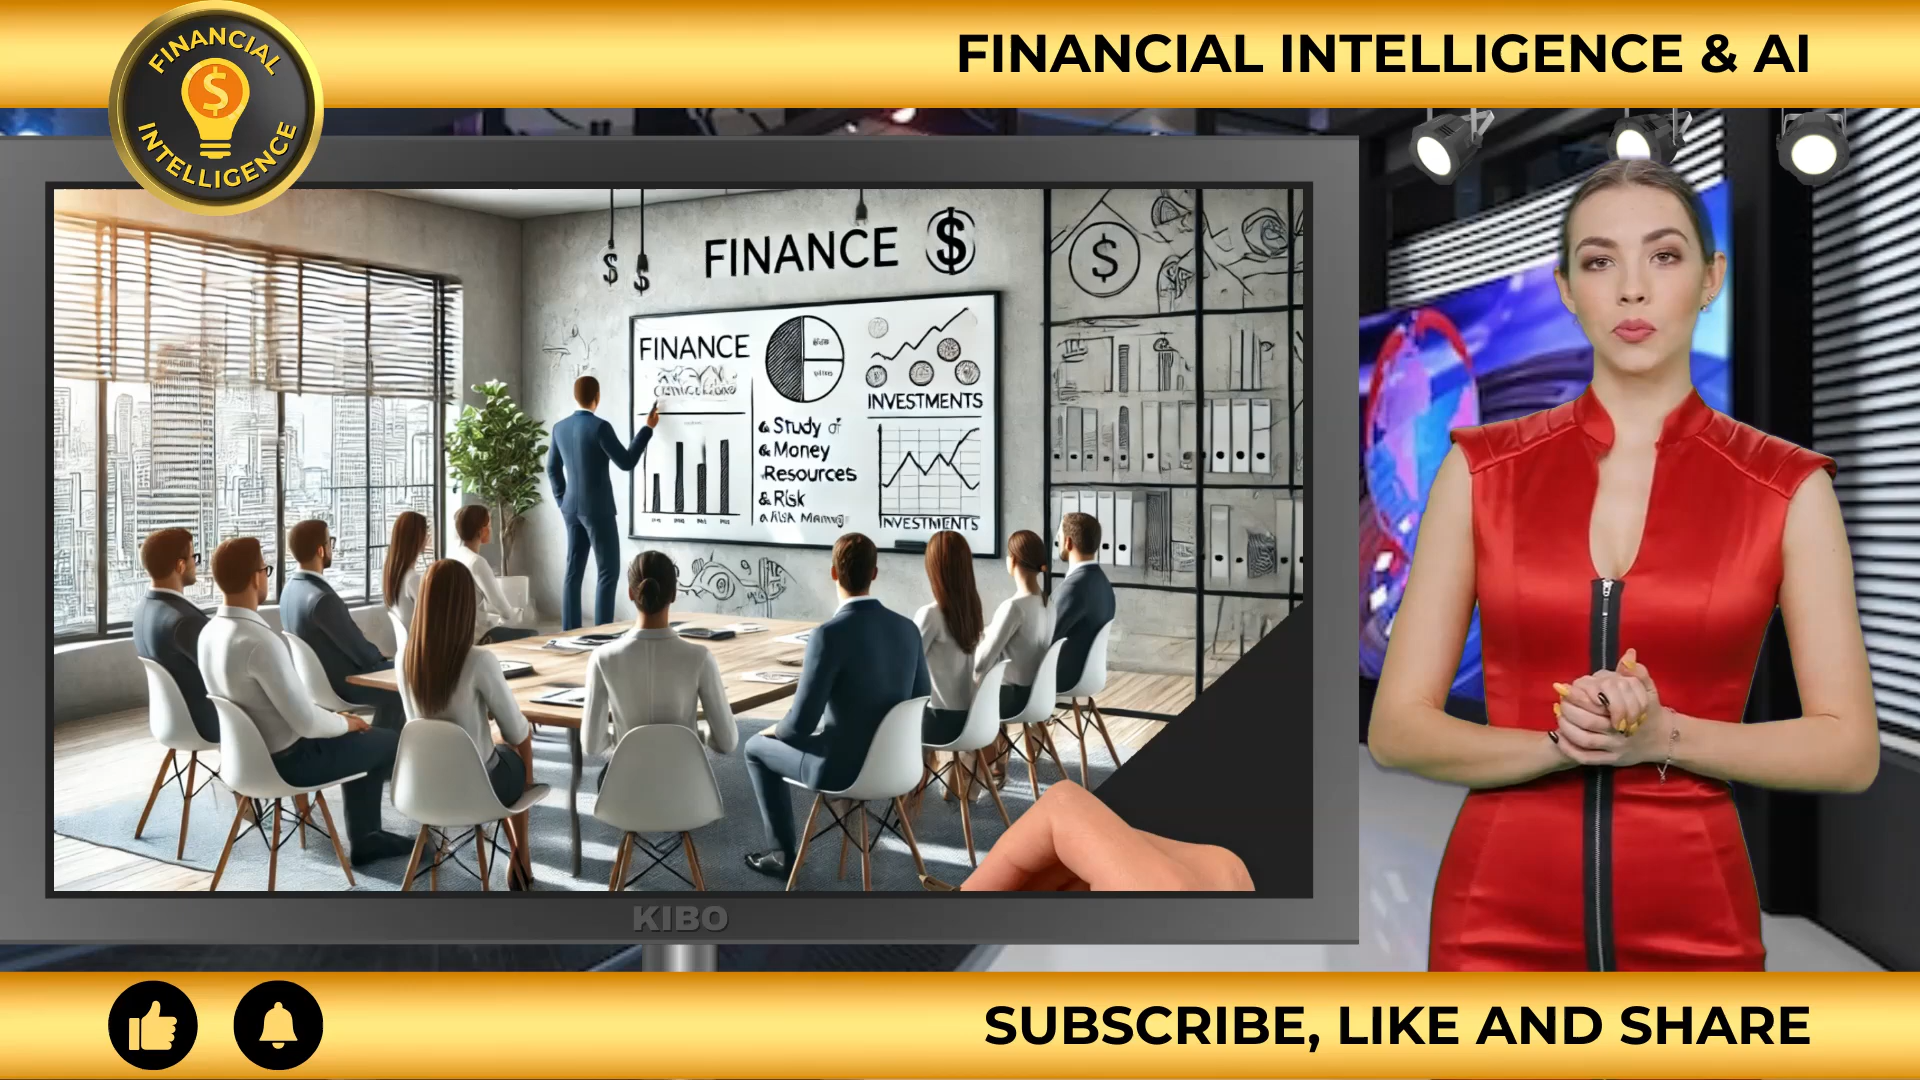 FINANCIAL INTELLIGENCE & AI
FINANCIAL
$
INTELLIGENCE
FINANCE $
$
$ $
FINANCE
INVESTMENTS
& Study of
& Money
Resources
& Risk
INVESTMENTS
KIBO
SUBSCRIBE, LIKE AND SHARE